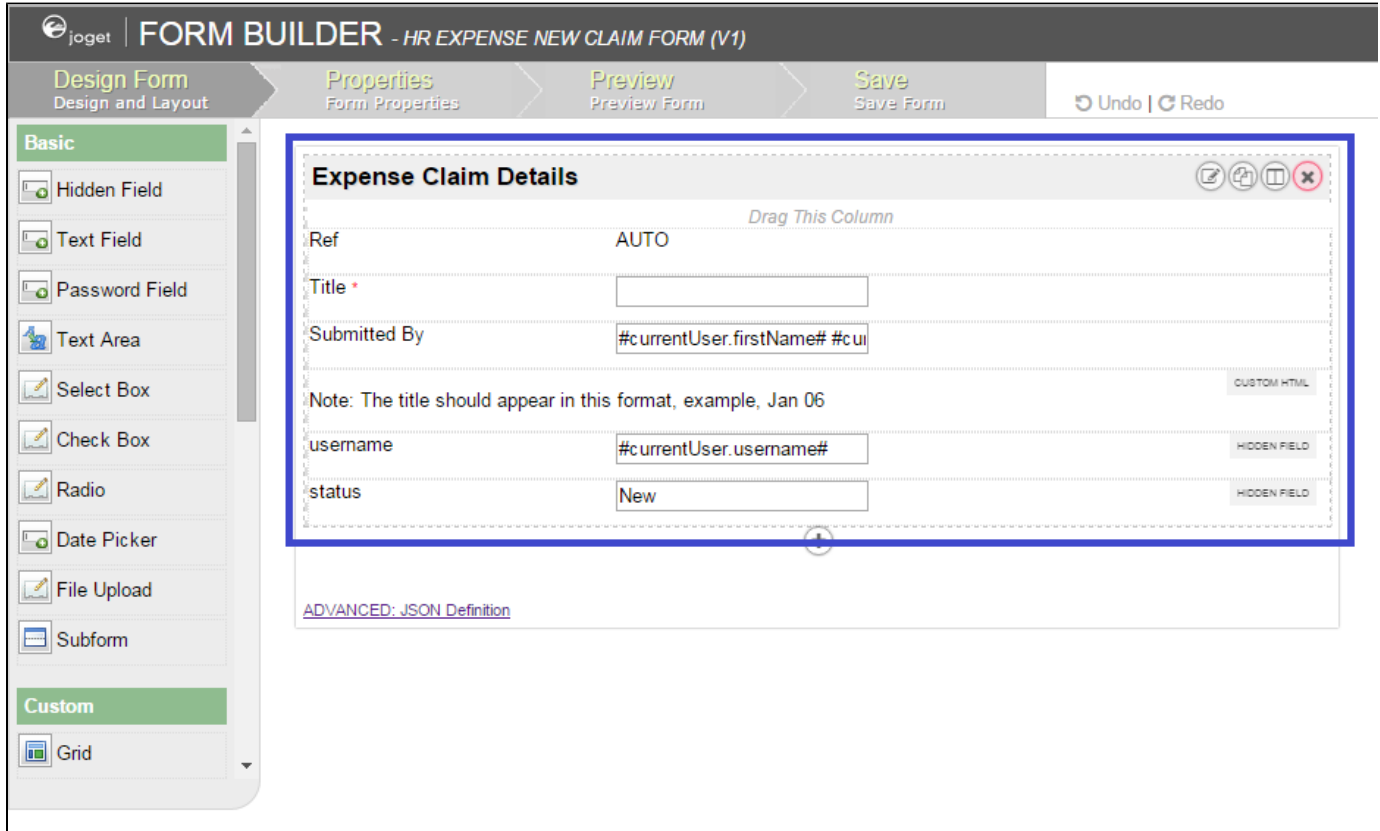 joget | FORM BUILDER - HR EXPENSE NEW CLAIM FORM (V1)
Design Form Properties Preview Save
Design and Layout Form Properties Preview Form Save Form Undo | Redo
Basic
Hidden Field
Text Field
Password Field
Text Area
Select Box
Check Box
Radio
Date Picker
File Upload
Subform
Custom
Grid
Expense Claim Details
Drag This Column
Ref AUTO
Title *
Submitted By #currentUser.firstName# #cur
CUSTOM HTML
Note: The title should appear in this format, example, Jan 06
username #currentUser.username# HIDDEN FIELD
status New HIDDEN FIELD
ADVANCED: JSON Definition